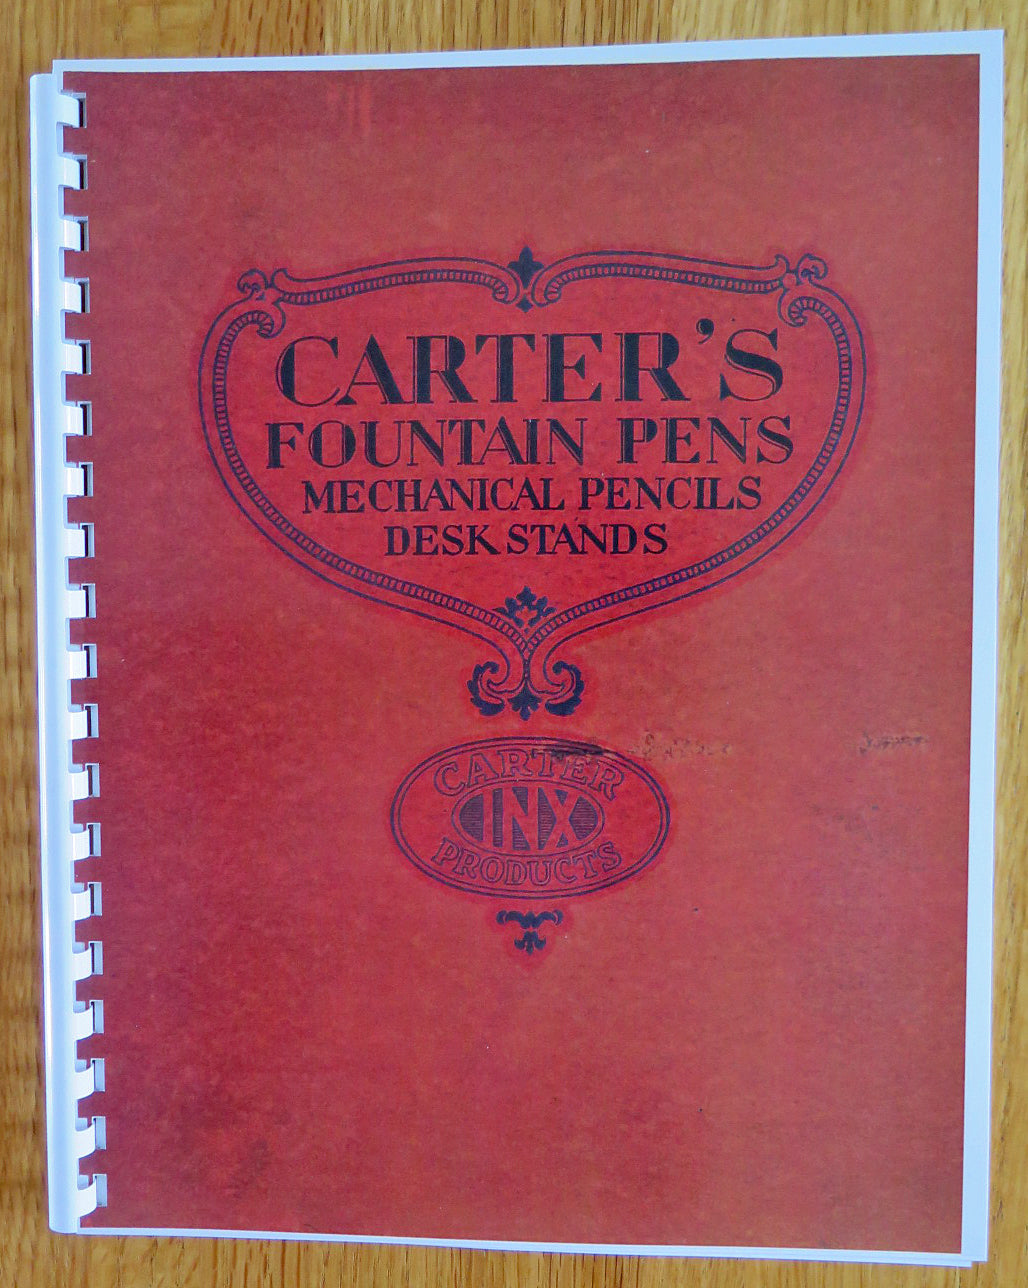 CARTER'S
FOUNTAIN PENS
MECHANICAL PENCILS
DESK STANDS
CARTER
INX
PRODUCTS